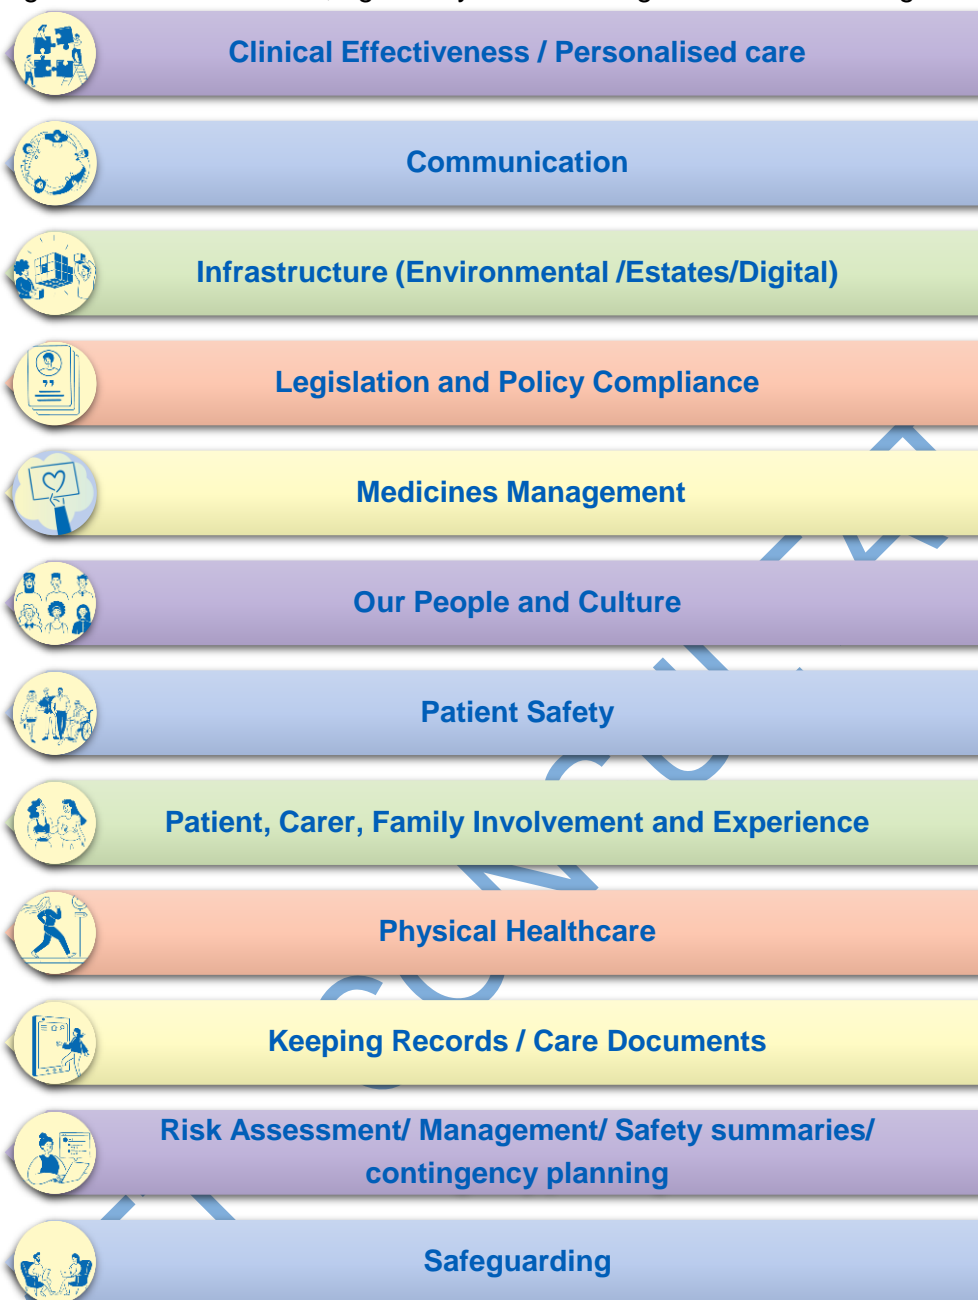 Clinical Effectiveness / Personalised care
Communication
Infrastructure (Environmental /Estates/Digital)
Legislation and Policy Compliance
Medicines Management
Our People and Culture
Patient Safety
Patient, Carer, Family Involvement and Experience
Physical Healthcare
Keeping Records / Care Documents
Risk Assessment/ Management/ Safety summaries/
contingency planning
Safeguarding